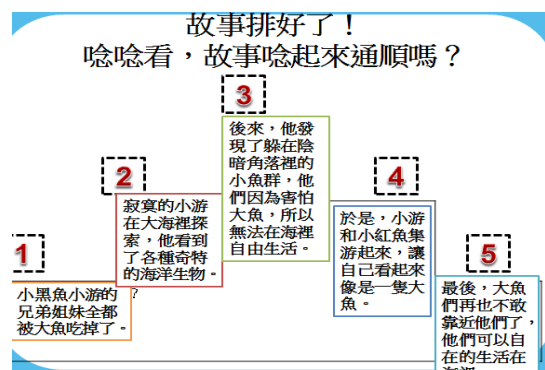 故事排好了！
唸唸看，故事唸起來通順嗎？
1
小黑魚小游的
兄弟姐妹全都
被大魚吃掉了。
?
2
寂寞的小游
在大海裡探
索，他看到
了各種奇特
的海洋生物。
3
後來，他發
現了躲在陰
暗角落裡的
小魚群，他
們因為害怕
大魚，所以
無法在海裡
自由生活。
4
於是，小游
和小紅魚集
游起來，讓
自己看起來
像是一隻大
魚。
5
最後，大魚
們再也不敢
靠近他們了，
他們可以自
在的生活在